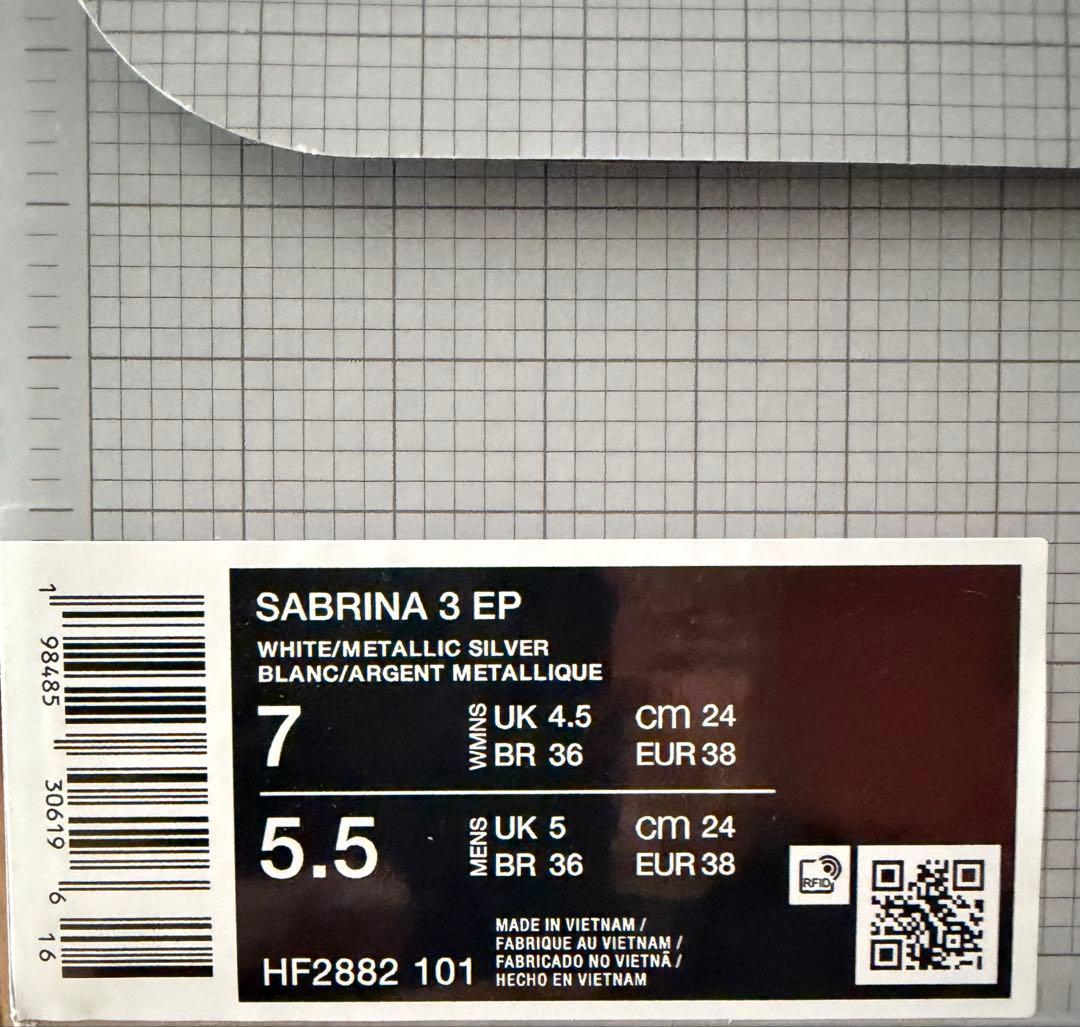 1 98485 30619 6 16
SABRINA 3 EP
WHITE/METALLIC SILVER
BLANC/ARGENT METALLIQUE
7 WMNS UK 4.5 cm 24
BR 36 EUR 38
5.5 MENS UK 5 cm 24
BR 36 EUR 38
RFID
MADE IN VIETNAM /
FABRIQUE AU VIETNAM /
FABRICADO NO VIETNÃ /
HF2882 101 HECHO EN VIETNAM